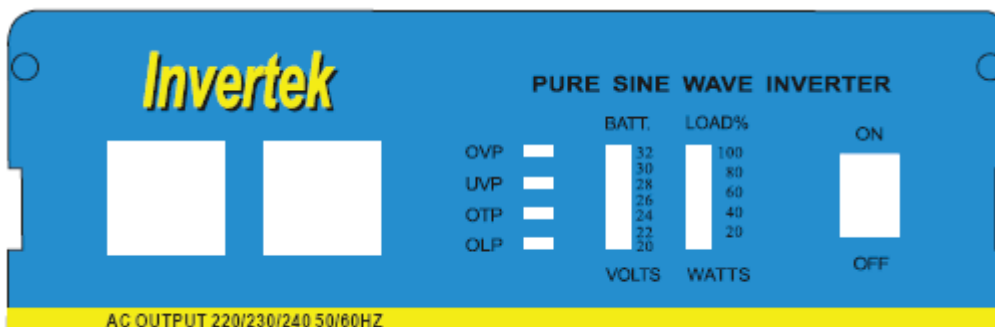 Invertek
PURE SINE WAVE INVERTER
BATT. LOAD% ON
OVP 32 100
30 80
UVP 28 60
26
OTP 24 40
22 20
OLP 20
VOLTS WATTS OFF
AC OUTPUT 220/230/240 50/60HZ